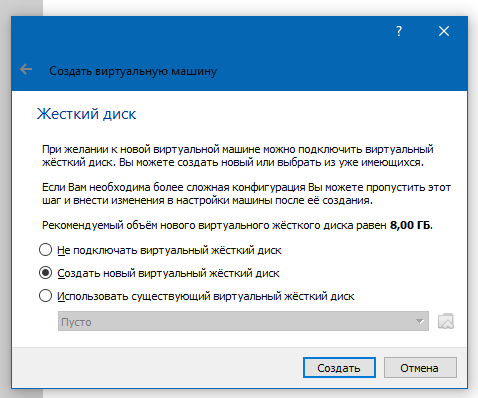 ?
Создать виртуальную машину
Жесткий диск
При желании к новой виртуальной машине можно подключить виртуальный
жёсткий диск. Вы можете создать новый или выбрать из уже имеющихся.
Если Вам необходима более сложная конфигурация Вы можете пропустить этот
шаг и внести изменения в настройки машины после её создания.
Рекомендуемый объём нового виртуального жёсткого диска равен 8,00 ГБ.
Не подключать виртуальный жёсткий диск
Создать новый виртуальный жёсткий диск
Использовать существующий виртуальный жёсткий диск
Пусто
Создать
Отмена